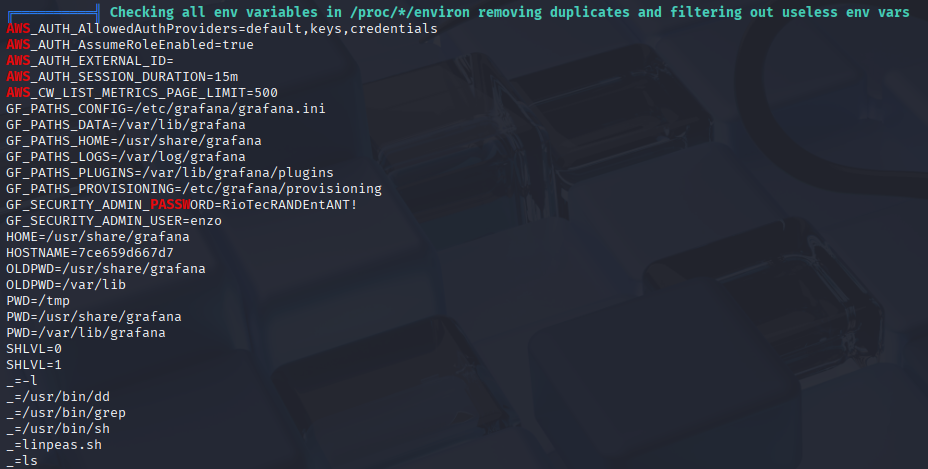 Checking all env variables in /proc/*/environ removing duplicates and filtering out useless env vars
AWS_AUTH_AllowedAuthProviders=default,keys,credentials
AWS_AUTH_AssumeRoleEnabled=true
AWS_AUTH_EXTERNAL_ID=
AWS_AUTH_SESSION_DURATION=15m
AWS_CW_LIST_METRICS_PAGE_LIMIT=500
GF_PATHS_CONFIG=/etc/grafana/grafana.ini
GF_PATHS_DATA=/var/lib/grafana
GF_PATHS_HOME=/usr/share/grafana
GF_PATHS_LOGS=/var/log/grafana
GF_PATHS_PLUGINS=/var/lib/grafana/plugins
GF_PATHS_PROVISIONING=/etc/grafana/provisioning
GF_SECURITY_ADMIN_PASSWORD=RioTecRANDEntANT!
GF_SECURITY_ADMIN_USER=enzo
HOME=/usr/share/grafana
HOSTNAME=7ce659d667d7
OLDPWD=/usr/share/grafana
OLDPWD=/var/lib
PWD=/tmp
PWD=/usr/share/grafana
PWD=/var/lib/grafana
SHLVL=0
SHLVL=1
_=-l
_=/usr/bin/dd
_=/usr/bin/grep
_=/usr/bin/sh
_=linpeas.sh
_=ls